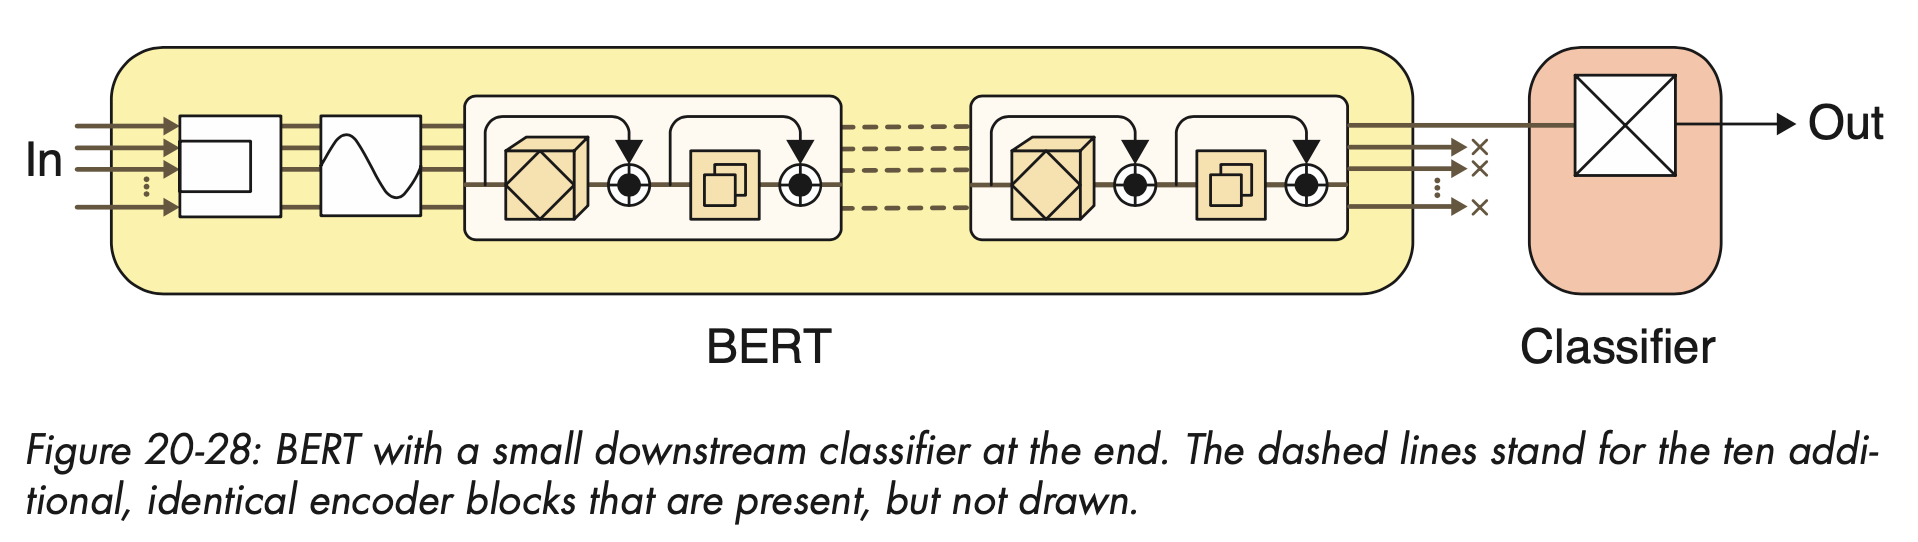 In
Out
BERT
Classifier
Figure 20-28: BERT with a small downstream classifier at the end. The dashed lines stand for the ten addi-
tional, identical encoder blocks that are present, but not drawn.